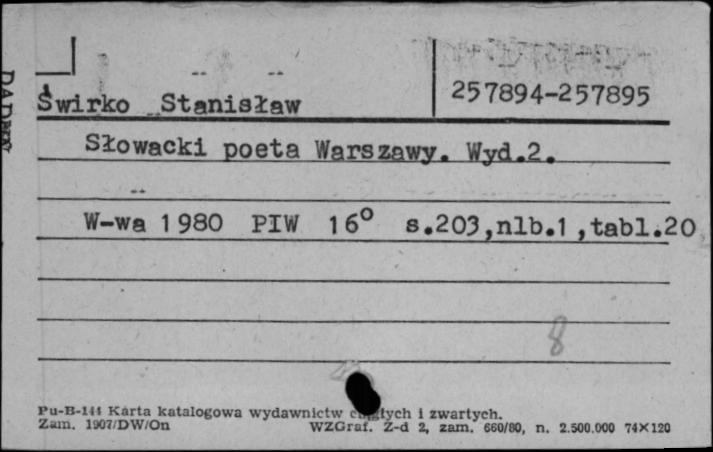 257894-257895
Świrko Stanisław
Słowacki poeta Warszawy. Wyd.2.
W-wa 1980 PIW 16° s.203,nlb.1,tabl.20
8
Pu-B-144 Karta katalogowa wydawnictw ciągłych i zwartych.
Zam. 1907/DW/On WZGraf. Z-d 2, zam. 660/80, n. 2.500.000 74×120